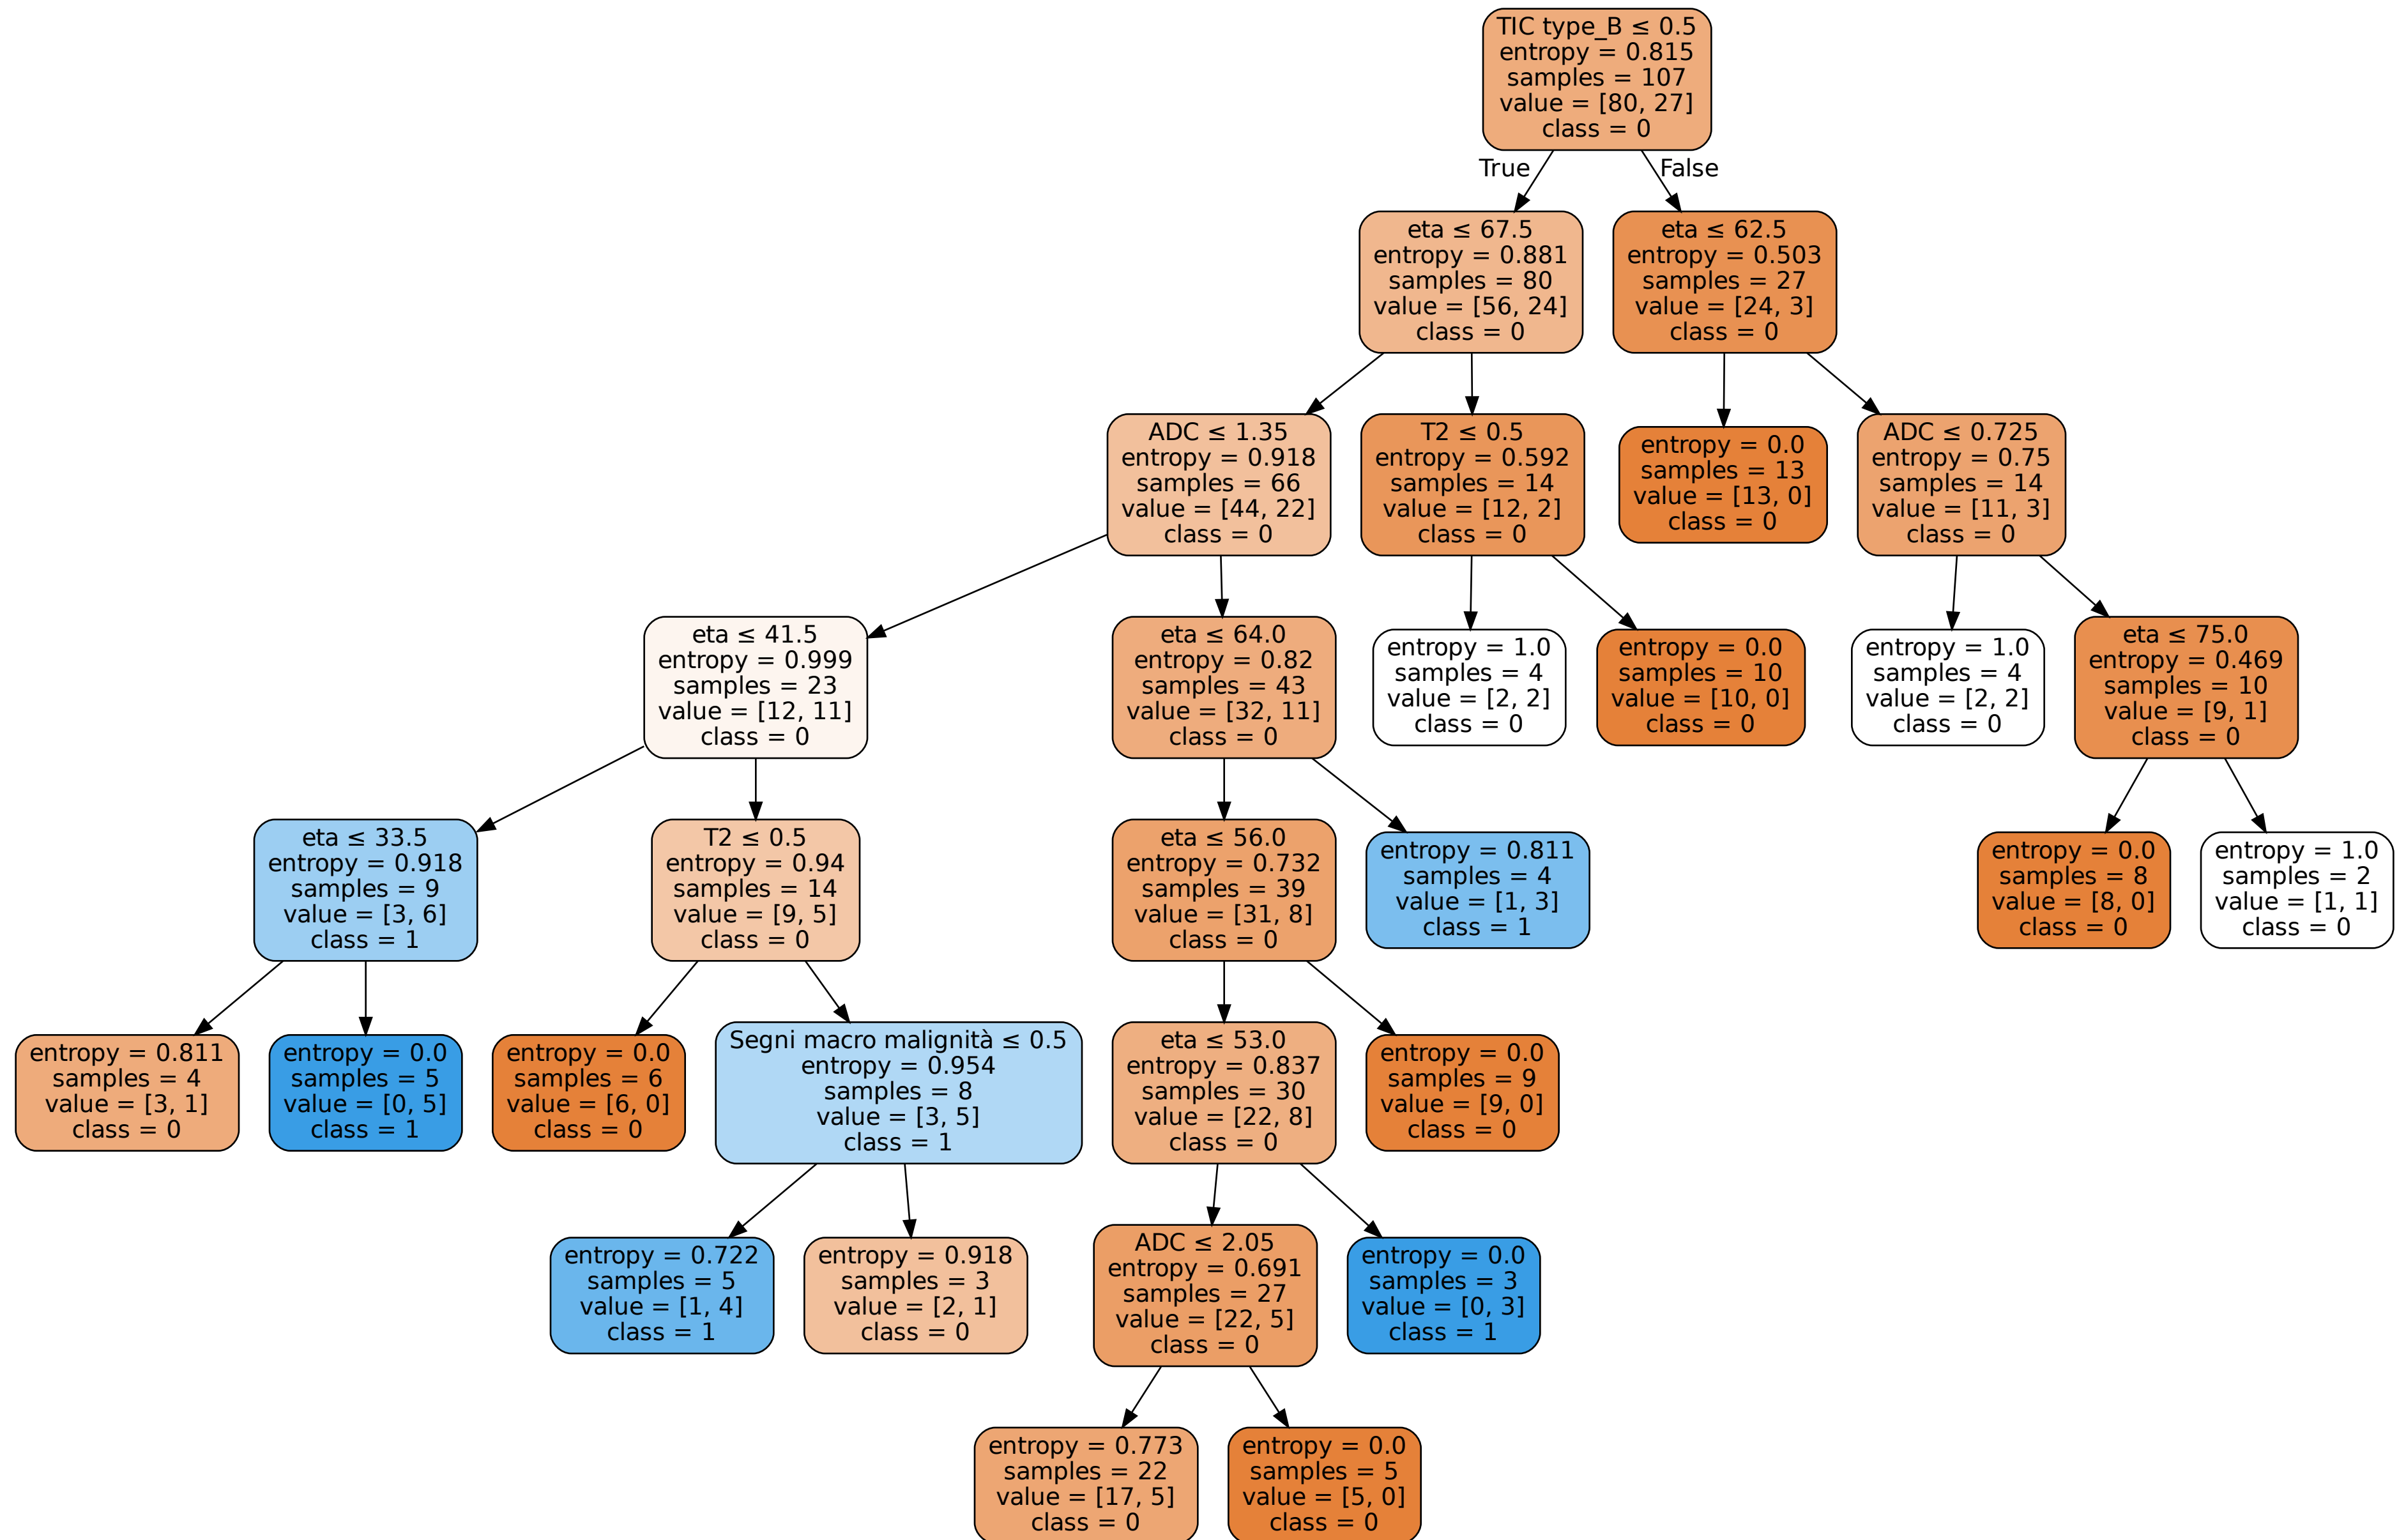 TIC type_B ≤ 0.5
entropy = 0.815
samples = 107
value = [80, 27]
class = 0
True
False
eta ≤ 67.5
entropy = 0.881
samples = 80
value = [56, 24]
class = 0
eta ≤ 62.5
entropy = 0.503
samples = 27
value = [24, 3]
class = 0
ADC ≤ 1.35
entropy = 0.918
samples = 66
value = [44, 22]
class = 0
T2 ≤ 0.5
entropy = 0.592
samples = 14
value = [12, 2]
class = 0
entropy = 0.0
samples = 13
value = [13, 0]
class = 0
ADC ≤ 0.725
entropy = 0.75
samples = 14
value = [11, 3]
class = 0
eta ≤ 41.5
entropy = 0.999
samples = 23
value = [12, 11]
class = 0
eta ≤ 64.0
entropy = 0.82
samples = 43
value = [32, 11]
class = 0
entropy = 1.0
samples = 4
value = [2, 2]
class = 0
entropy = 0.0
samples = 10
value = [10, 0]
class = 0
entropy = 1.0
samples = 4
value = [2, 2]
class = 0
eta ≤ 75.0
entropy = 0.469
samples = 10
value = [9, 1]
class = 0
eta ≤ 33.5
entropy = 0.918
samples = 9
value = [3, 6]
class = 1
T2 ≤ 0.5
entropy = 0.94
samples = 14
value = [9, 5]
class = 0
eta ≤ 56.0
entropy = 0.732
samples = 39
value = [31, 8]
class = 0
entropy = 0.811
samples = 4
value = [1, 3]
class = 1
entropy = 0.0
samples = 8
value = [8, 0]
class = 0
entropy = 1.0
samples = 2
value = [1, 1]
class = 0
entropy = 0.811
samples = 4
value = [3, 1]
class = 0
entropy = 0.0
samples = 5
value = [0, 5]
class = 1
entropy = 0.0
samples = 6
value = [6, 0]
class = 0
Segni macro malignità ≤ 0.5
entropy = 0.954
samples = 8
value = [3, 5]
class = 1
eta ≤ 53.0
entropy = 0.837
samples = 30
value = [22, 8]
class = 0
entropy = 0.0
samples = 9
value = [9, 0]
class = 0
entropy = 0.722
samples = 5
value = [1, 4]
class = 1
entropy = 0.918
samples = 3
value = [2, 1]
class = 0
ADC ≤ 2.05
entropy = 0.691
samples = 27
value = [22, 5]
class = 0
entropy = 0.0
samples = 3
value = [0, 3]
class = 1
entropy = 0.773
samples = 22
value = [17, 5]
class = 0
entropy = 0.0
samples = 5
value = [5, 0]
class = 0